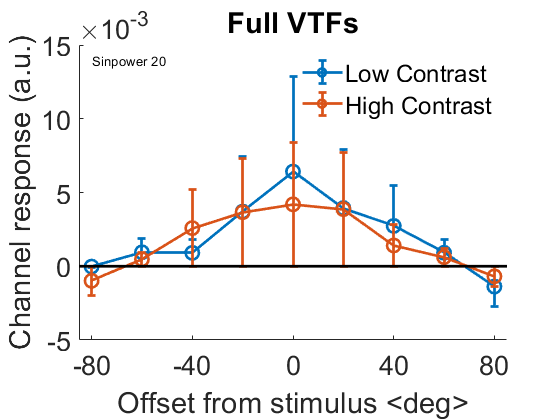 Full VTFs
×10⁻³
Sinpower 20
Low Contrast
High Contrast
Channel response (a.u.)
15
10
5
0
-5
-80 -40 0 40 80
Offset from stimulus <deg>